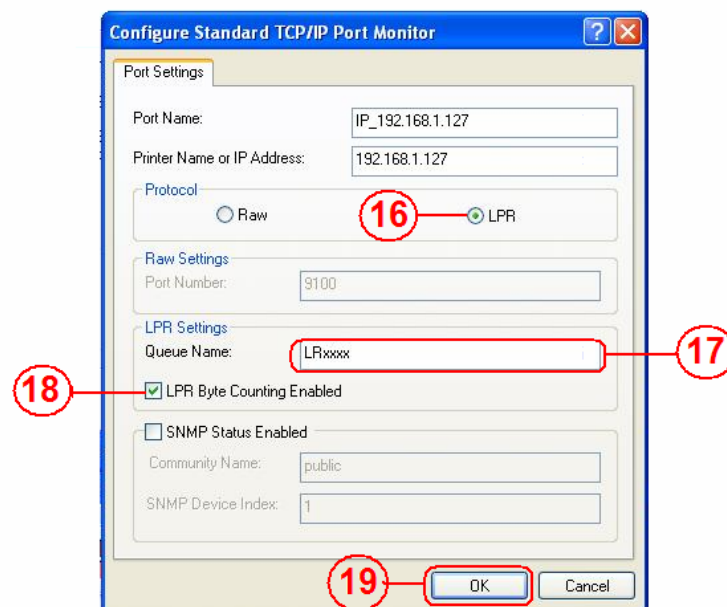 Configure Standard TCP/IP Port Monitor
Port Settings
Port Name: IP_192.168.1.127
Printer Name or IP Address: 192.168.1.127
Protocol
Raw 16 LPR
Raw Settings
Port Number: 9100
LPR Settings
Queue Name: LRxxxx 17
18 LPR Byte Counting Enabled
SNMP Status Enabled
Community Name: public
SNMP Device Index: 1
19 OK Cancel